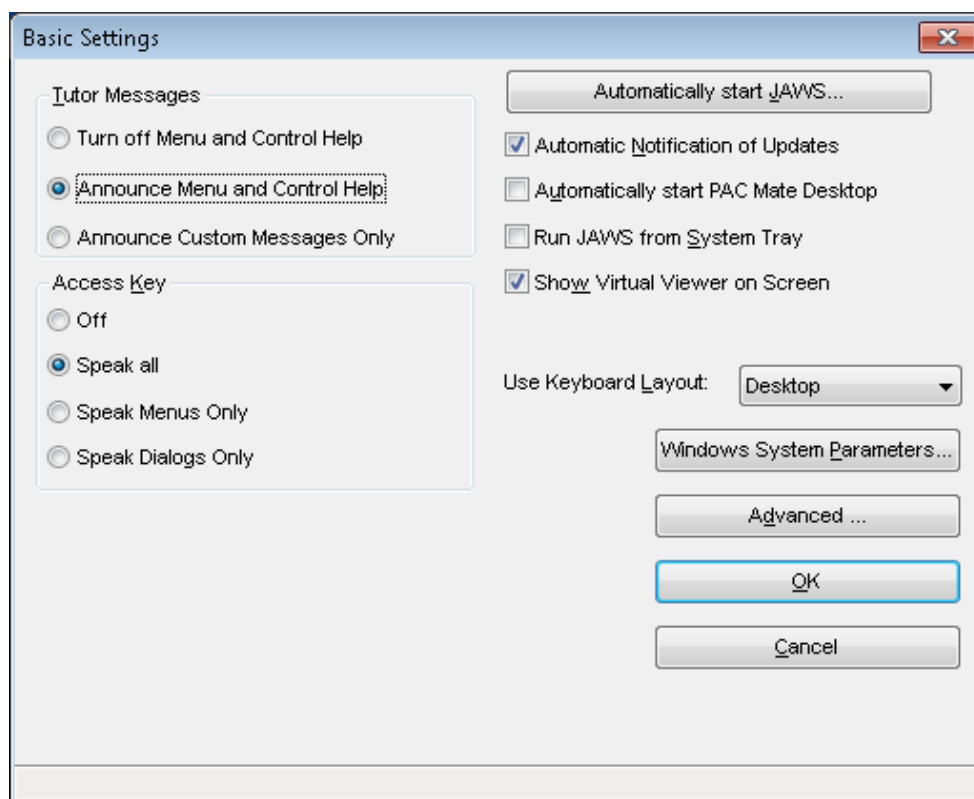 Basic Settings
Tutor Messages
Turn off Menu and Control Help
Announce Menu and Control Help
Announce Custom Messages Only
Access Key
Off
Speak all
Speak Menus Only
Speak Dialogs Only
Automatically start JAWS...
Automatic Notification of Updates
Automatically start PAC Mate Desktop
Run JAWS from System Tray
Show Virtual Viewer on Screen
Use Keyboard Layout: Desktop
Windows System Parameters...
Advanced ...
OK
Cancel